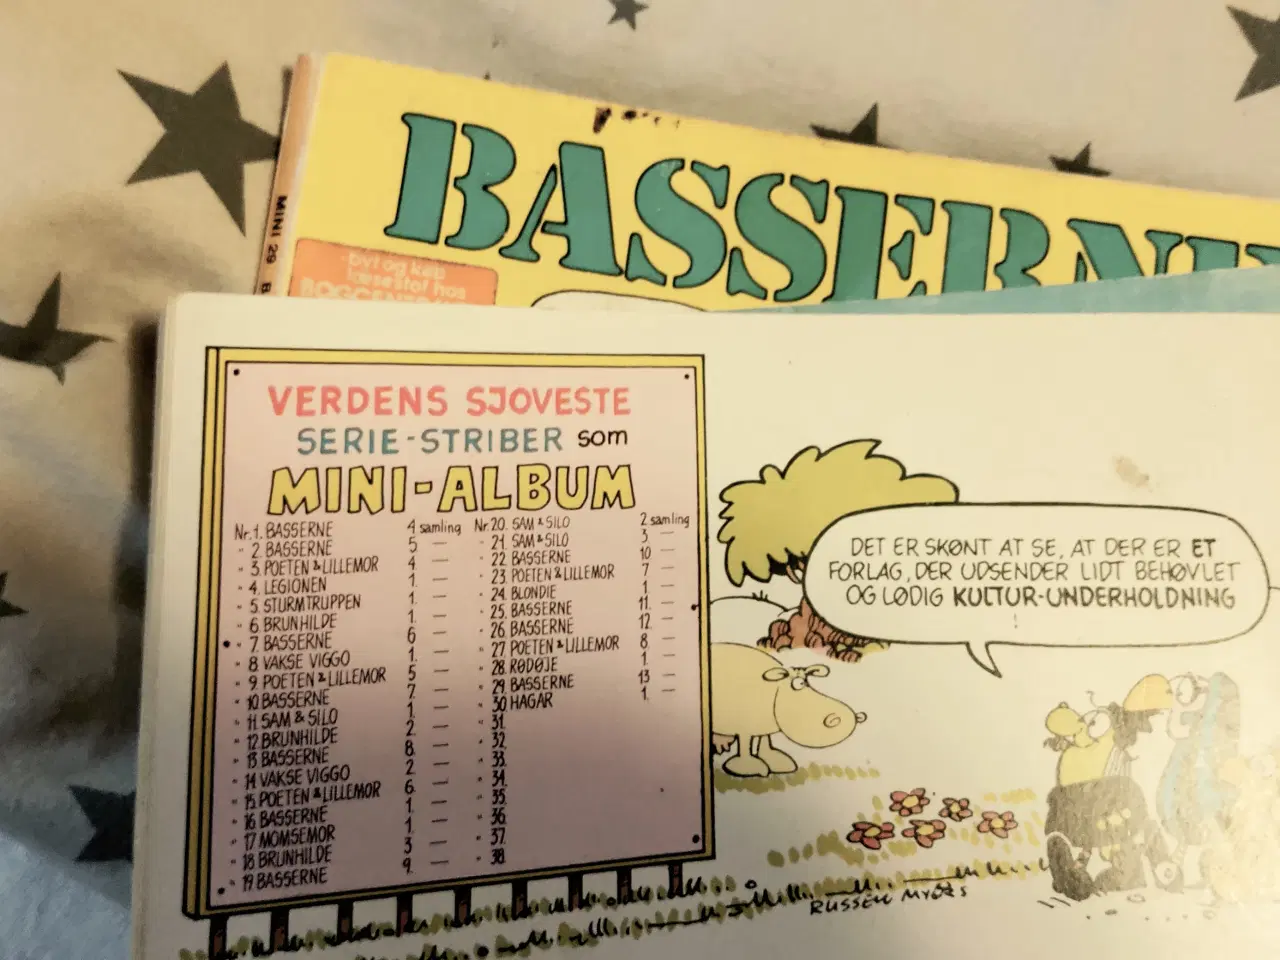 BASSERN
MINI 29 B
byt og køb
læsestof hos
VERDENS SJOVESTE
SERIE-STRIBER som
MINI-ALBUM
Nr. 1. BASSERNE 4 samling
" 2. BASSERNE 5 —
" 3. POETEN & LILLEMOR 4 —
" 4. LEGIONEN 1. —
" 5. STURMTRUPPEN 1. —
" 6. BRUNHILDE 1. —
" 7. BASSERNE 6 —
" 8. VAKSE VIGGO 1. —
" 9. POETEN & LILLEMOR 5 —
" 10 BASSERNE 7. —
" 11. SAM & SILO 1. —
" 12. BRUNHILDE 2. —
" 13 BASSERNE 8. —
" 14 VAKSE VIGGO 2. —
" 15 POETEN & LILLEMOR 6. —
" 16 BASSERNE 1. —
" 17 MOMSEMOR 1. —
" 18 BRUNHILDE 3 —
" 19 BASSERNE 9. —
Nr. 20. SAM & SILO 2 samling
" 21. SAM & SILO 3. —
" 22 BASSERNE 10 —
" 23. POETEN & LILLEMOR 7 —
" 24. BLONDIE 1. —
" 25. BASSERNE 11. —
" 26. BASSERNE 12. —
" 27 POETEN & LILLEMOR 8 —
" 28. RØDØJE 1. —
" 29. BASSERNE 13 —
" 30 HAGAR 1. —
" 31.
" 32.
" 33.
" 34.
" 35.
" 36.
" 37.
" 38
DET ER SKØNT AT SE, AT DER ER ET
FORLAG, DER UDSENDER LIDT BEHØVLET
OG LØDIG KULTUR-UNDERHOLDNING
!
RUSSELL MYERS